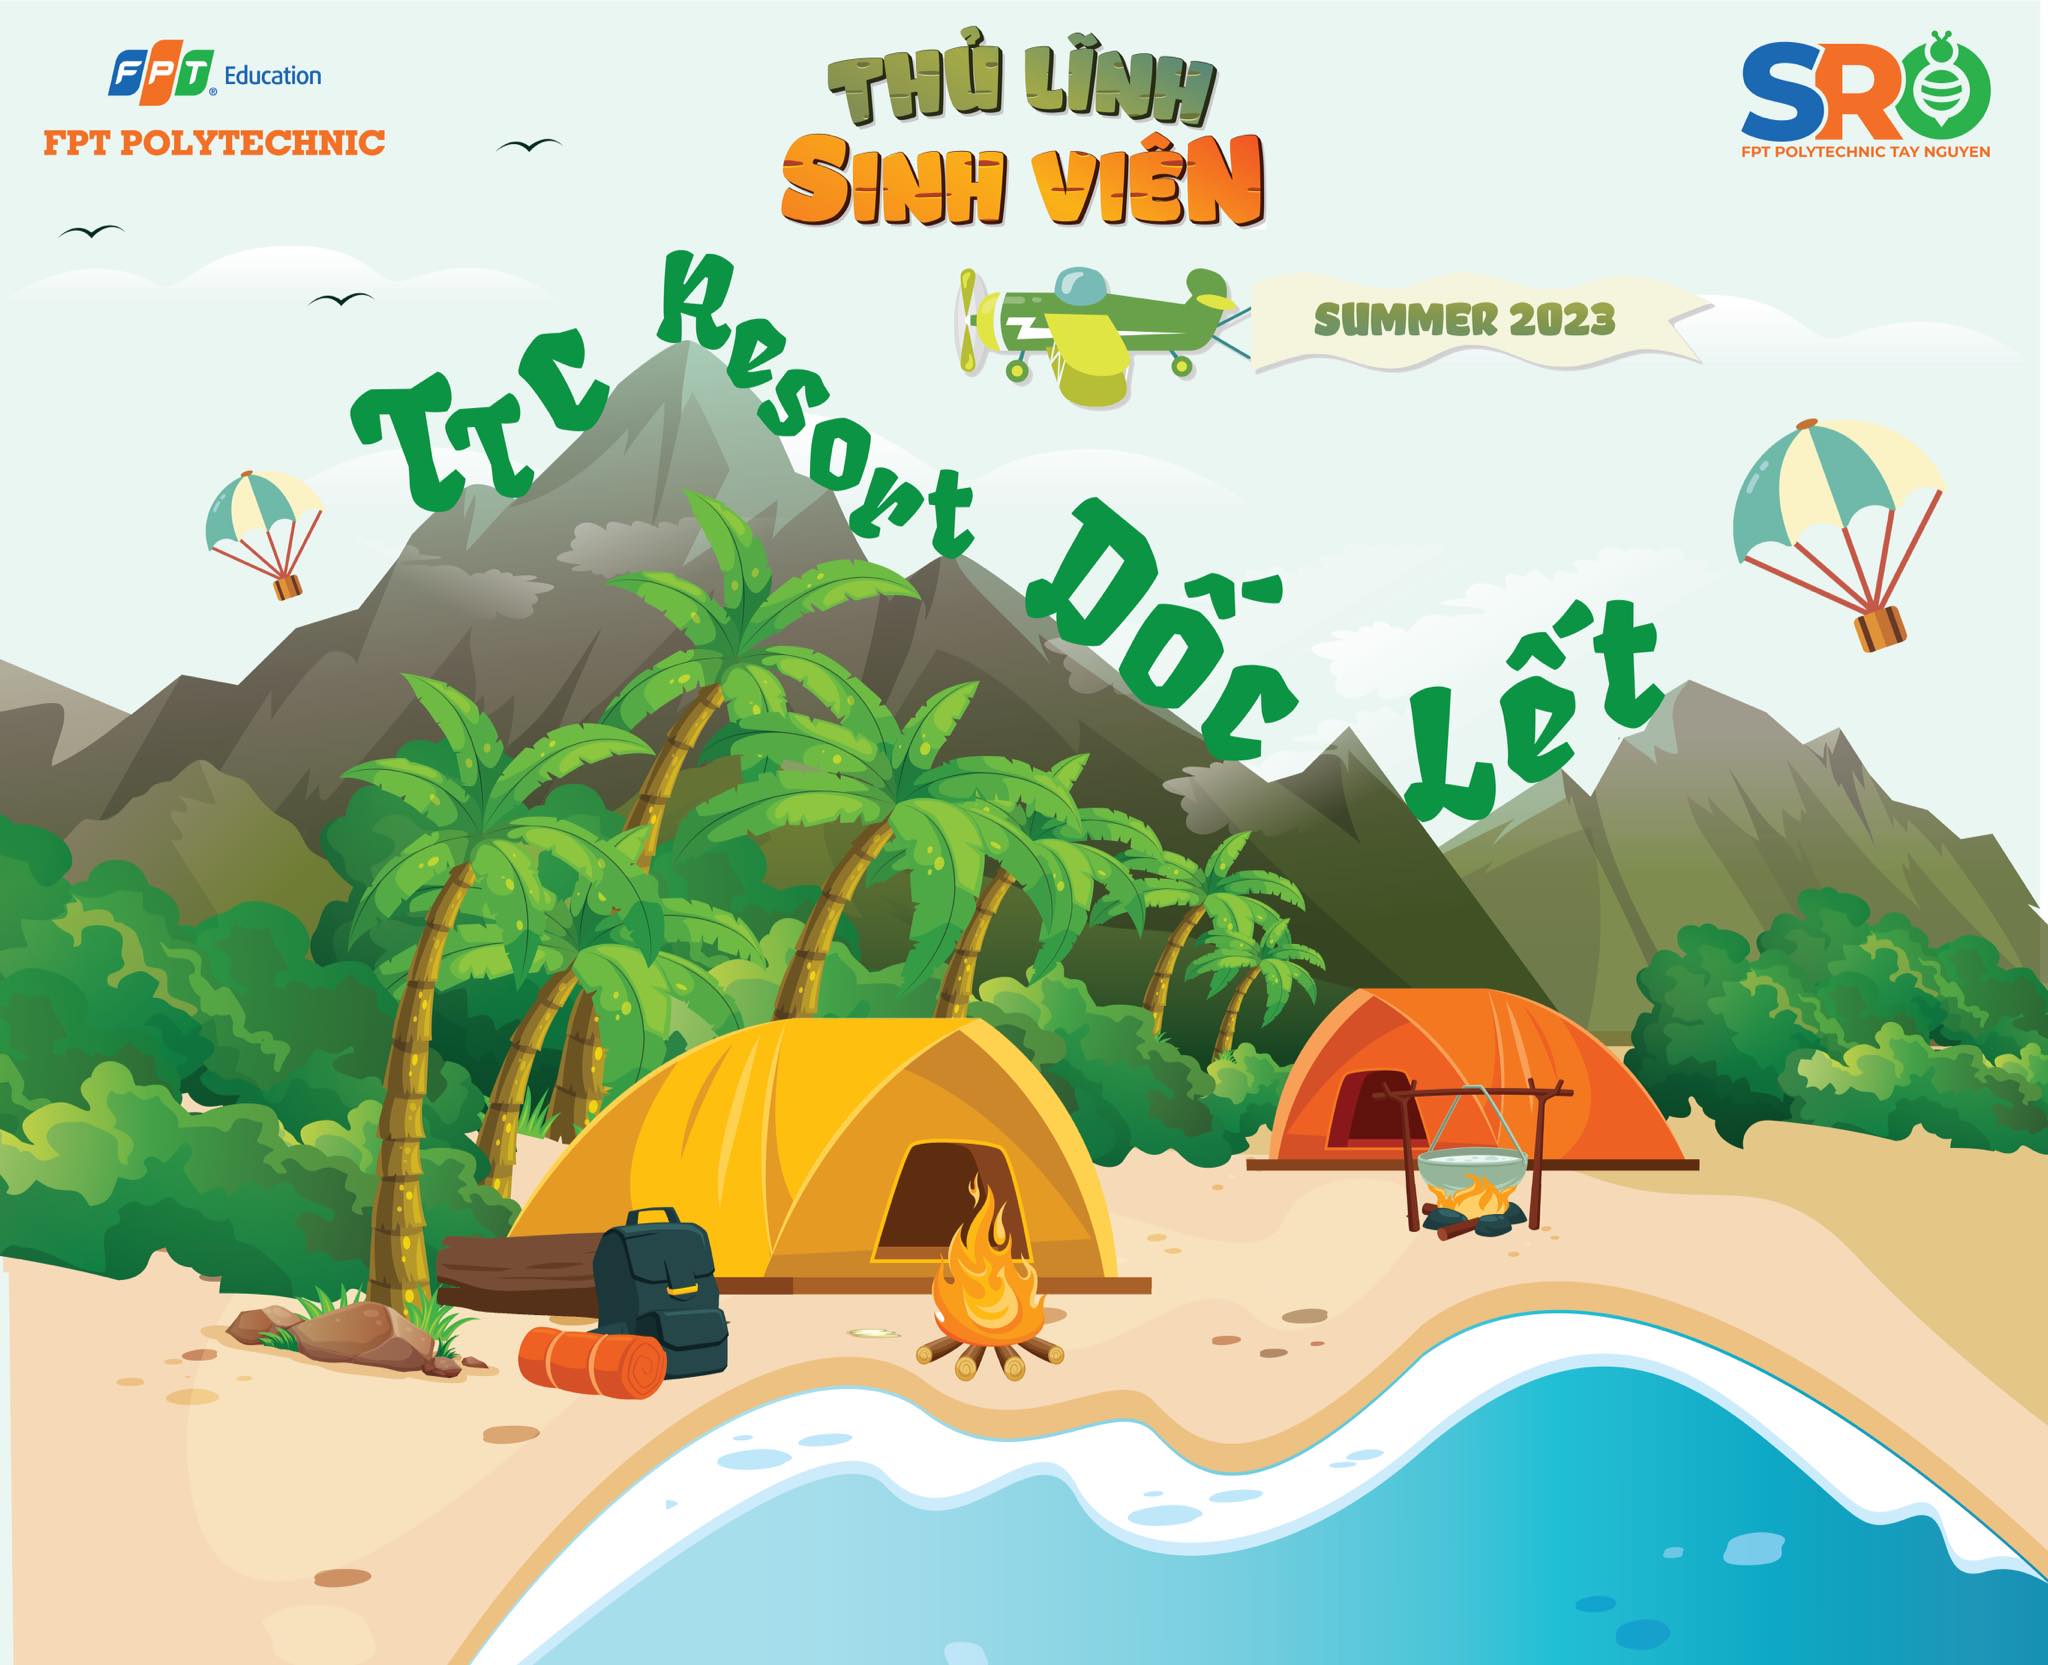 FPT Education
FPT POLYTECHNIC
THỦ LĨNH
SINH VIÊN
SRO
FPT POLYTECHNIC TAY NGUYEN
SUMMER 2023
TTC Resort Dốc Lết